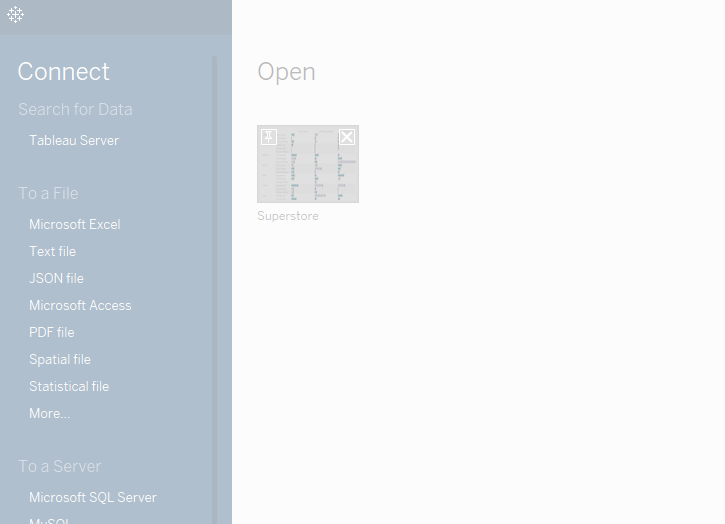 Connect
Search for Data
Tableau Server
To a File
Microsoft Excel
Text file
JSON file
Microsoft Access
PDF file
Spatial file
Statistical file
More...
To a Server
Microsoft SQL Server
MySQL
Open
Superstore